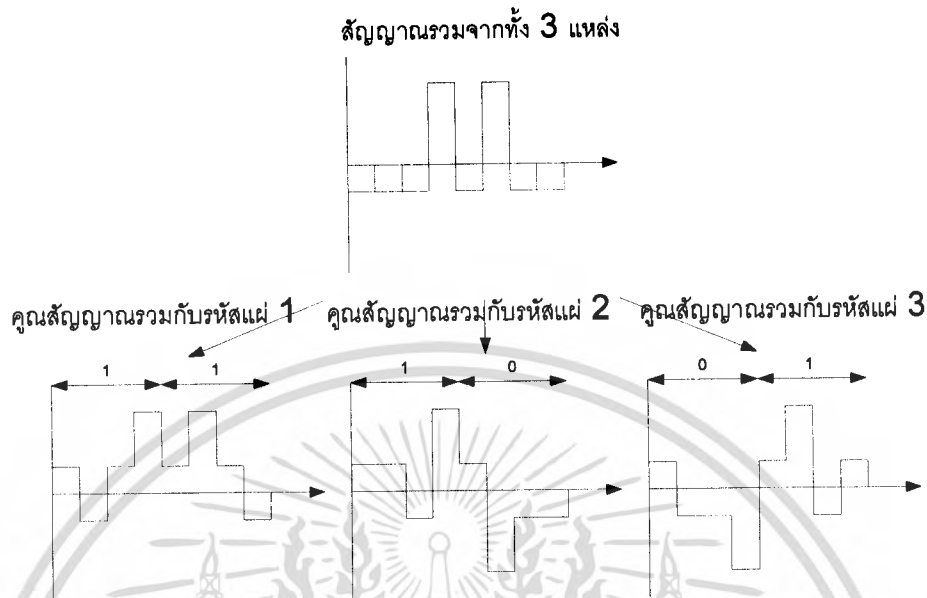 สัญญาณรวมจากทั้ง 3 แหล่ง
คูณสัญญาณรวมกับรหัสแผ่ 1 คูณสัญญาณรวมกับรหัสแผ่ 2 คูณสัญญาณรวมกับรหัสแผ่ 3
1 1 1 0 0 1